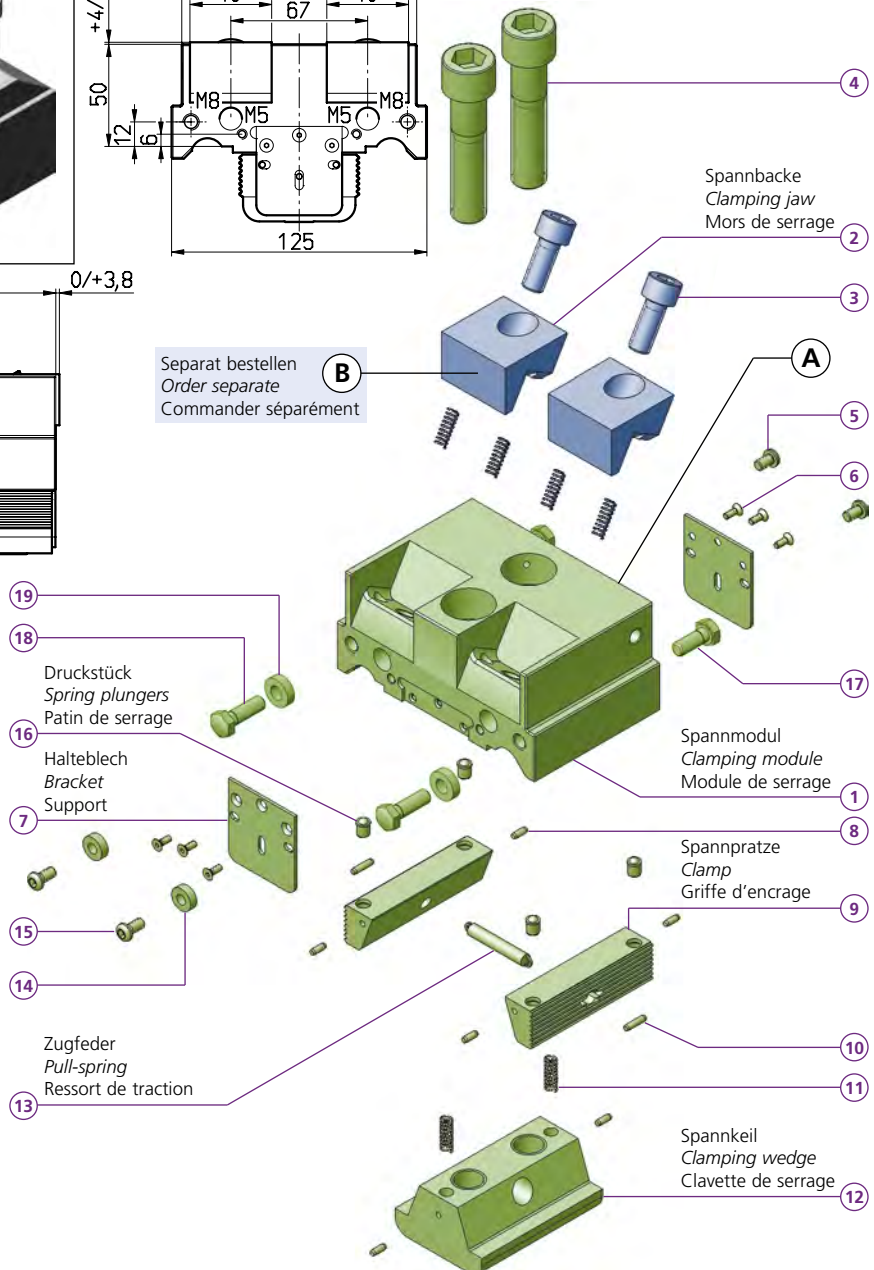 67
+4/
50
12
6
M8
M5
M5
M8
125
0/+3,8
4
Spannbacke
Clamping jaw
Mors de serrage
2
3
Separat bestellen
Order separate
Commander séparément
B
A
5
6
19
18
17
Druckstück
Spring plungers
Patin de serrage
16
Halteblech
Bracket
Support
7
Spannmodul
Clamping module
Module de serrage
1
8
Spannpratze
Clamp
Griffe d'encrage
9
15
14
10
11
Zugfeder
Pull-spring
Ressort de traction
13
Spannkeil
Clamping wedge
Clavette de serrage
12